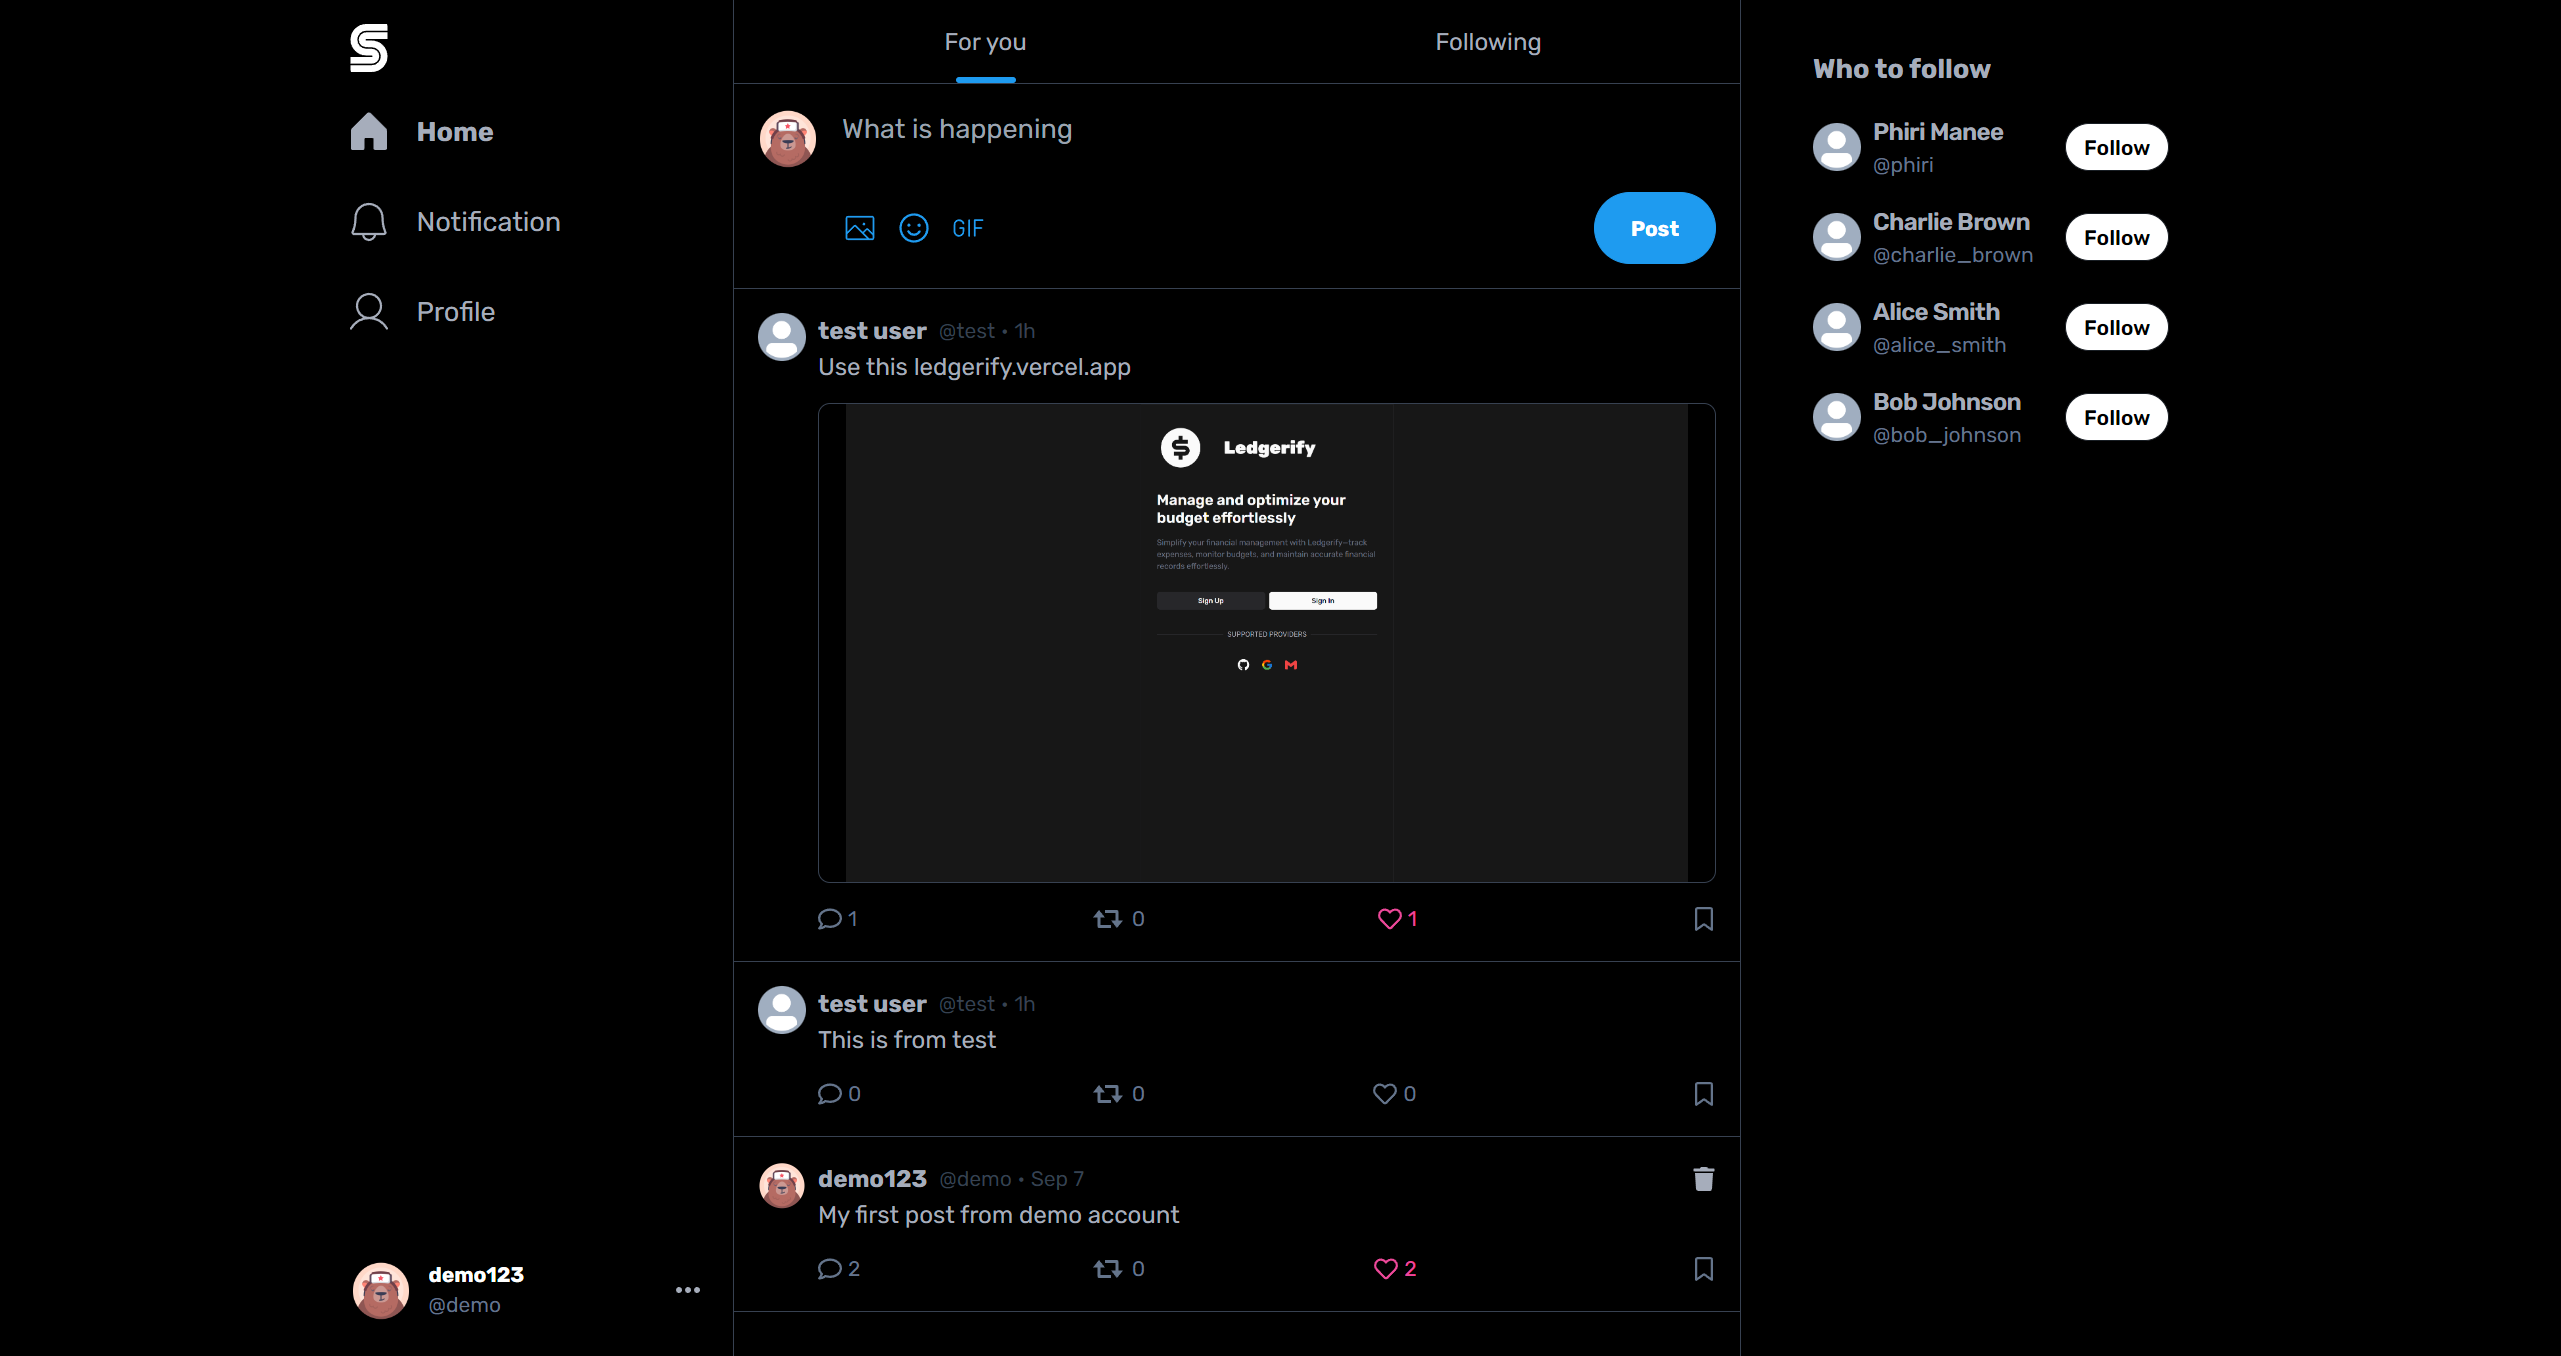 Home
Notification
Profile
demo123
@demo
For you
Following
What is happening
GIF
Post
test user @test • 1h
Use this ledgerify.vercel.app
Ledgerify
Manage and optimize your
budget effortlessly
Simplify your financial management with Ledgerify—track
expenses, monitor budgets, and maintain accurate financial
records effortlessly.
Sign Up
Sign In
SUPPORTED PROVIDERS
1
0
1
test user @test • 1h
This is from test
0
0
0
demo123 @demo • Sep 7
My first post from demo account
2
0
2
Who to follow
Phiri Manee
@phiri
Follow
Charlie Brown
@charlie_brown
Follow
Alice Smith
@alice_smith
Follow
Bob Johnson
@bob_johnson
Follow